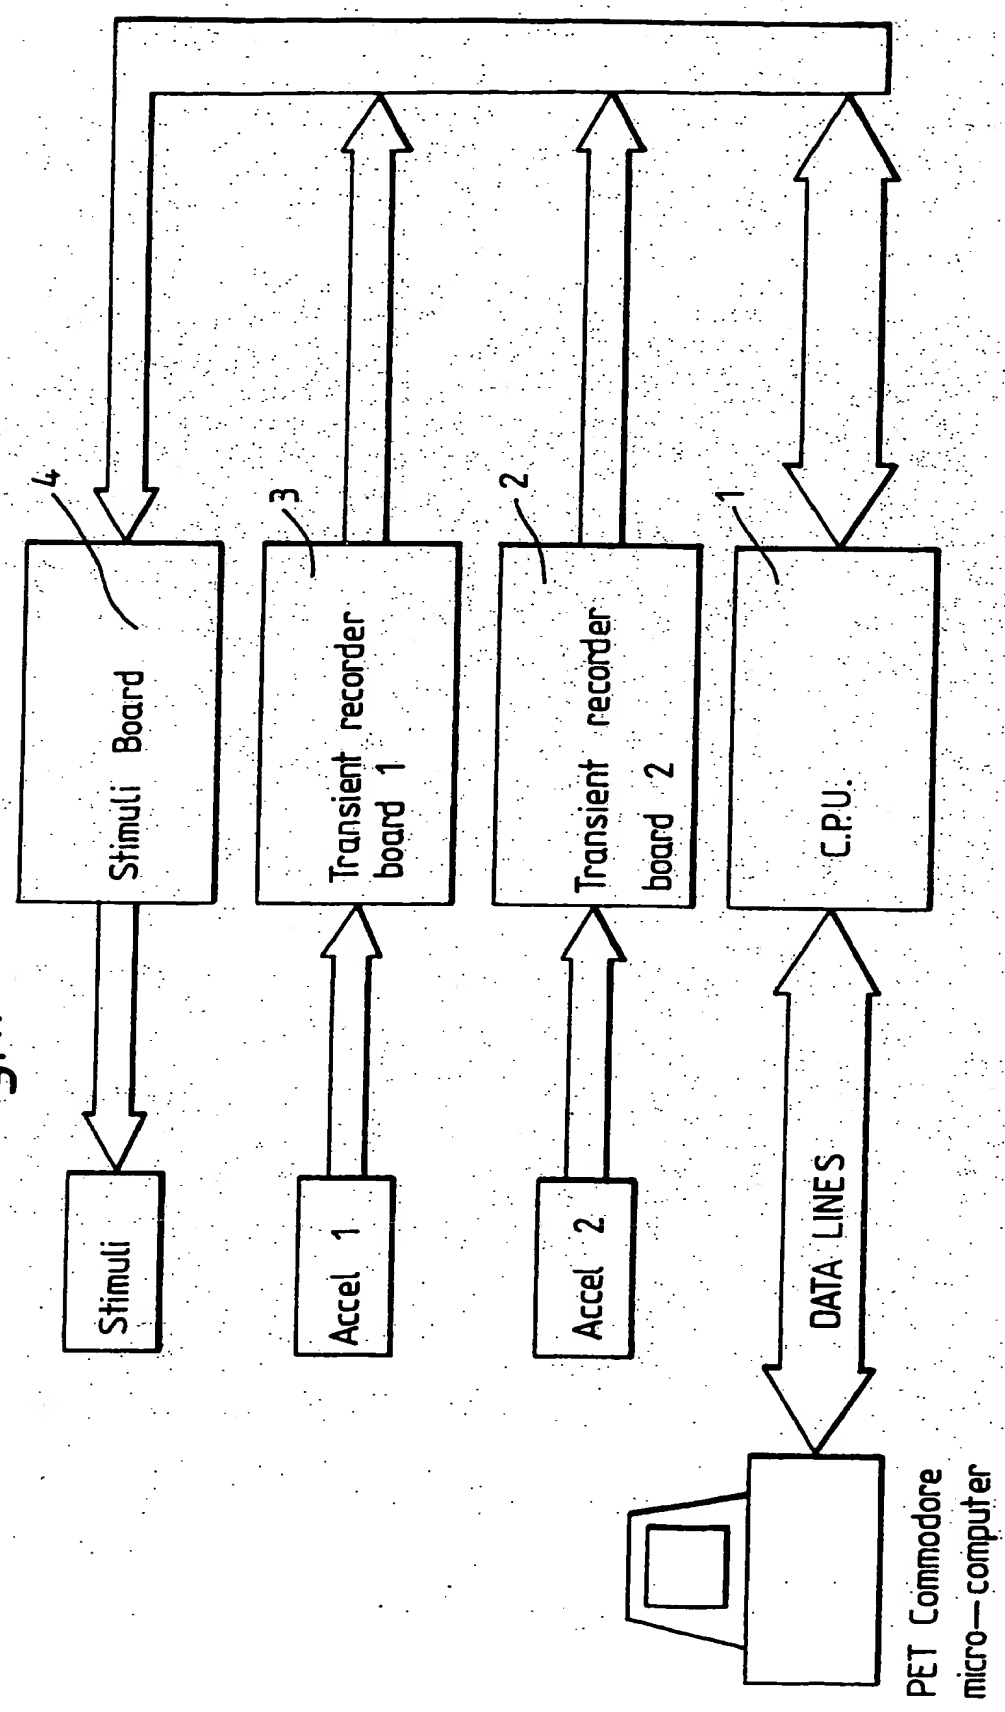 4
Stimuli Board
Stimuli
3
Transient recorder
board 1
Accel 1
2
Transient recorder
board 2
Accel 2
1
C.P.U.
DATA LINES
PET Commodore
micro-computer